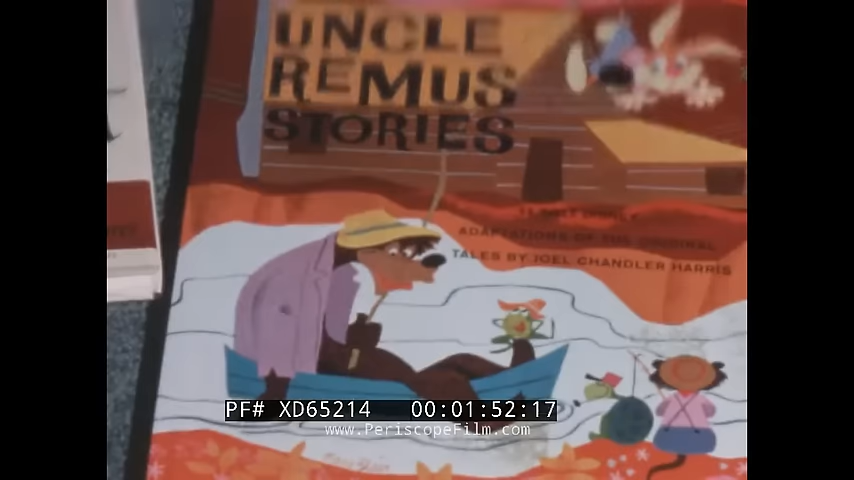 UNCLE
REMUS
STORIES
ADAPTATIONS OF THE ORIGINAL
TALES BY JOEL CHANDLER HARRIS
PF# XD65214 00:01:52:17
www.PeriscopeFilm.com